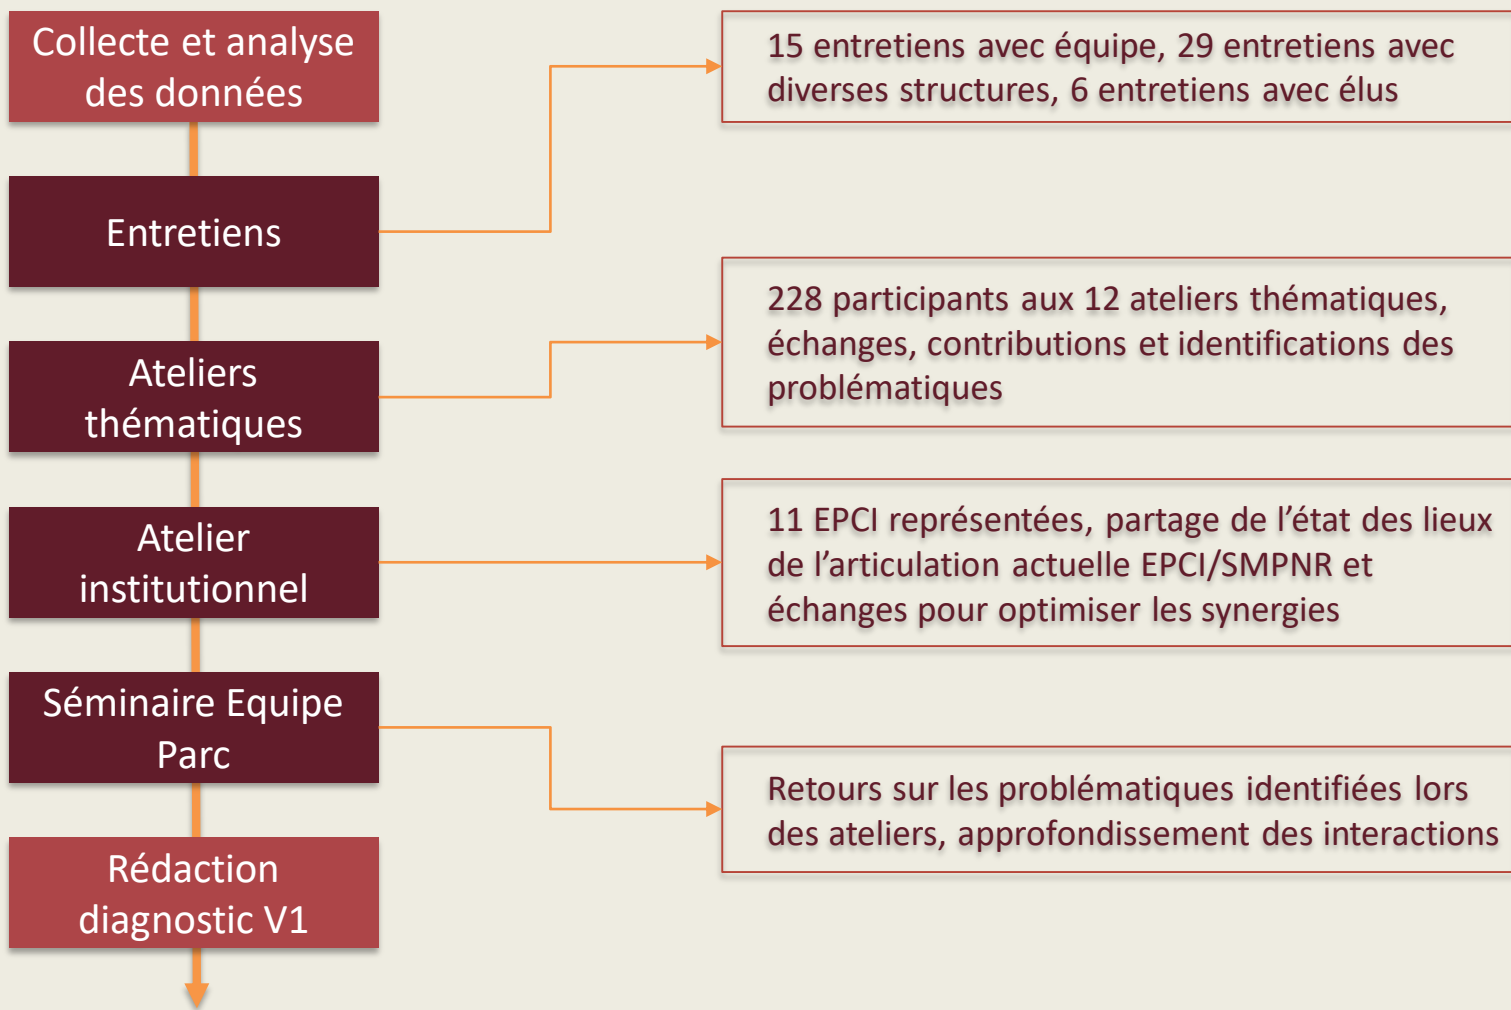 Collecte et analyse
des données
15 entretiens avec équipe, 29 entretiens avec
diverses structures, 6 entretiens avec élus
Entretiens
228 participants aux 12 ateliers thématiques,
échanges, contributions et identifications des
problématiques
Ateliers
thématiques
11 EPCI représentées, partage de l’état des lieux
de l’articulation actuelle EPCI/SMPNR et
échanges pour optimiser les synergies
Atelier
institutionnel
Séminaire Equipe
Parc
Retours sur les problématiques identifiées lors
des ateliers, approfondissement des interactions
Rédaction
diagnostic V1